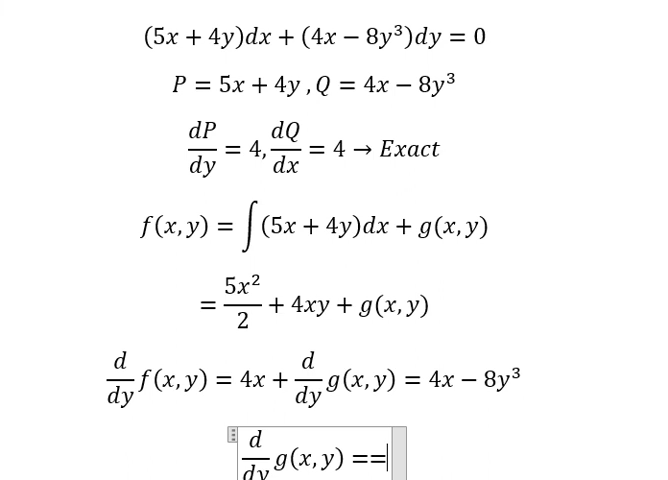 (5x + 4y)dx + (4x − 8y³)dy = 0
P = 5x + 4y , Q = 4x − 8y³
dP/dy = 4, dQ/dx = 4 → Exact
f(x, y) = ∫(5x + 4y)dx + g(x, y)
= 5x²/2 + 4xy + g(x, y)
d/dy f(x, y) = 4x + d/dy g(x, y) = 4x − 8y³
d/dy g(x, y) ==